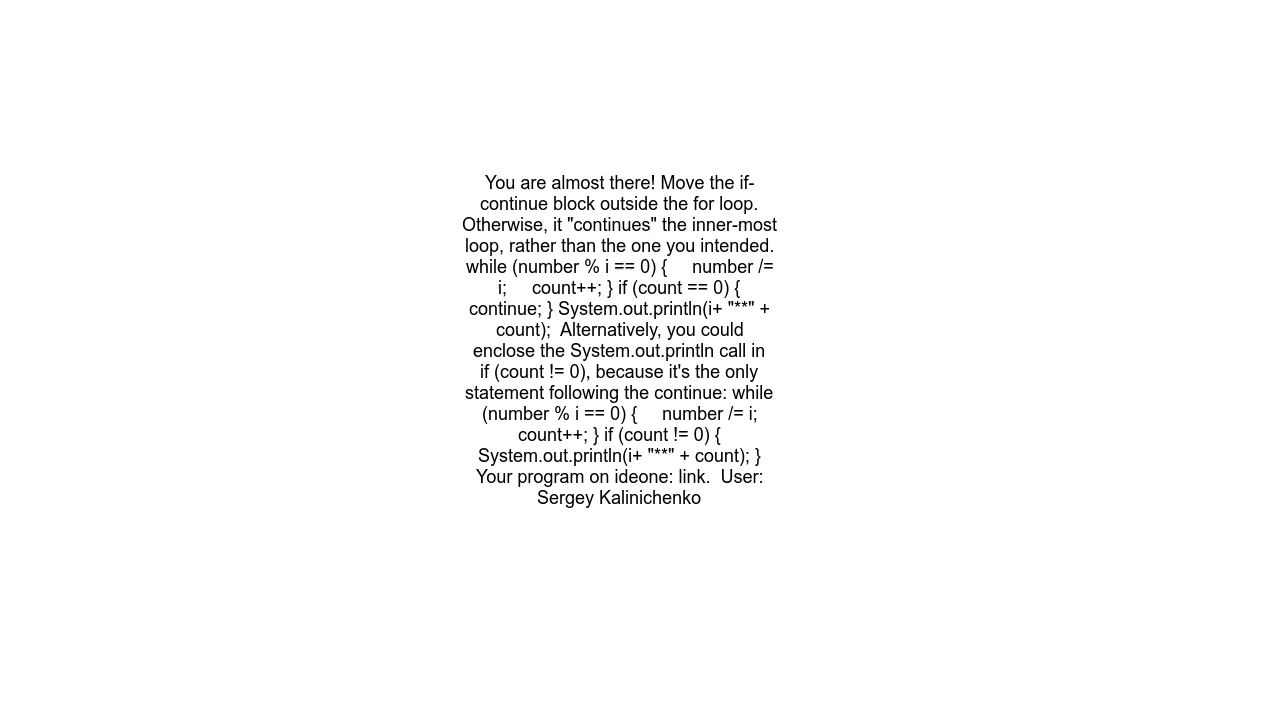 You are almost there! Move the if-
continue block outside the for loop.
Otherwise, it "continues" the inner-most
loop, rather than the one you intended.
while (number % i == 0) {     number /=
i;     count++; } if (count == 0) {
continue; } System.out.println(i+ "**" +
count);  Alternatively, you could
enclose the System.out.println call in
if (count != 0), because it's the only
statement following the continue: while
(number % i == 0) {     number /= i;
count++; } if (count != 0) {
System.out.println(i+ "**" + count); }
Your program on ideone: link.  User:
Sergey Kalinichenko